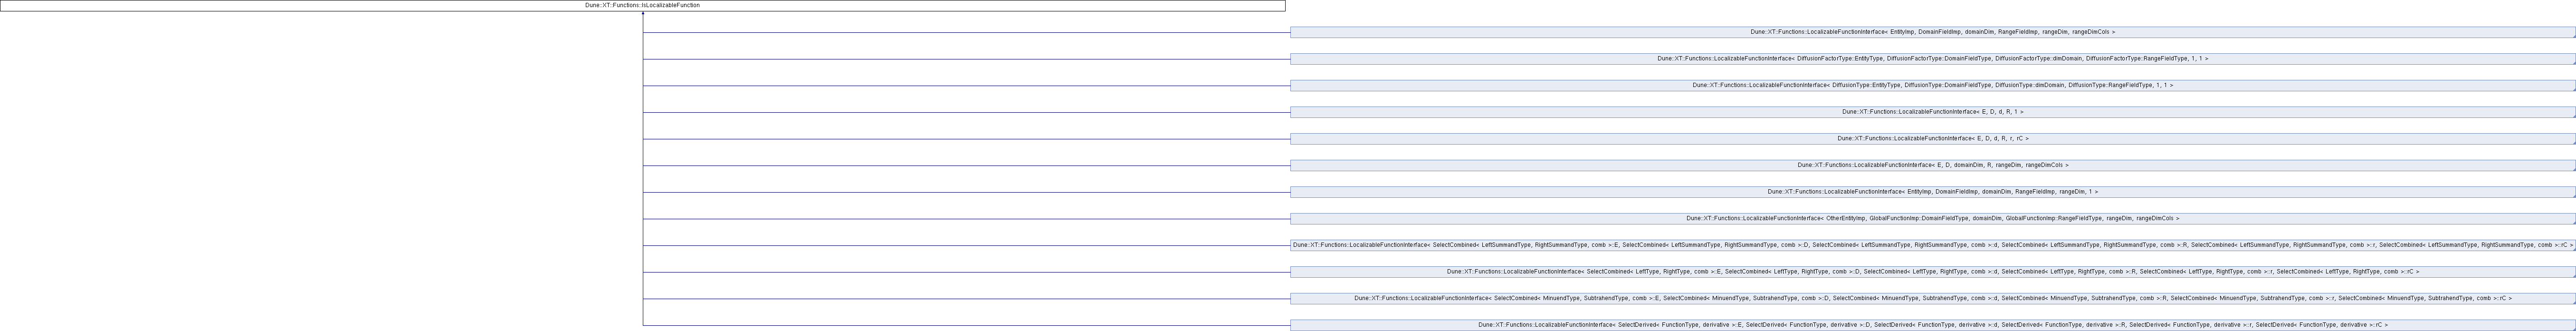 Dune::XT::Functions::IsLocalizableFunction
Dune::XT::Functions::LocalizableFunctionInterface< EntityImp, DomainFieldImp, domainDim, RangeFieldImp, rangeDim, rangeDimCols >
Dune::XT::Functions::LocalizableFunctionInterface< DiffusionFactorType::EntityType, DiffusionFactorType::DomainFieldType, DiffusionFactorType::dimDomain, DiffusionFactorType::RangeFieldType, 1, 1 >
Dune::XT::Functions::LocalizableFunctionInterface< DiffusionType::EntityType, DiffusionType::DomainFieldType, DiffusionType::dimDomain, DiffusionType::RangeFieldType, 1, 1 >
Dune::XT::Functions::LocalizableFunctionInterface< E, D, d, R, 1 >
Dune::XT::Functions::LocalizableFunctionInterface< E, D, d, R, r, rC >
Dune::XT::Functions::LocalizableFunctionInterface< E, D, domainDim, R, rangeDim, rangeDimCols >
Dune::XT::Functions::LocalizableFunctionInterface< EntityImp, DomainFieldImp, domainDim, RangeFieldImp, rangeDim, 1 >
Dune::XT::Functions::LocalizableFunctionInterface< OtherEntityImp, GlobalFunctionImp::DomainFieldType, domainDim, GlobalFunctionImp::RangeFieldType, rangeDim, rangeDimCols >
Dune::XT::Functions::LocalizableFunctionInterface< SelectCombined< LeftSummandType, RightSummandType, comb >::E, SelectCombined< LeftSummandType, RightSummandType, comb >::D, SelectCombined< LeftSummandType, RightSummandType, comb >::d, SelectCombined< LeftSummandType, RightSummandType, comb >::R, SelectCombined< LeftSummandType, RightSummandType, comb >::r, SelectCombined< LeftSummandType, RightSummandType, comb >::rC >
Dune::XT::Functions::LocalizableFunctionInterface< SelectCombined< LeftType, RightType, comb >::E, SelectCombined< LeftType, RightType, comb >::D, SelectCombined< LeftType, RightType, comb >::d, SelectCombined< LeftType, RightType, comb >::R, SelectCombined< LeftType, RightType, comb >::r, SelectCombined< LeftType, RightType, comb >::rC >
Dune::XT::Functions::LocalizableFunctionInterface< SelectCombined< MinuendType, SubtrahendType, comb >::E, SelectCombined< MinuendType, SubtrahendType, comb >::D, SelectCombined< MinuendType, SubtrahendType, comb >::d, SelectCombined< MinuendType, SubtrahendType, comb >::R, SelectCombined< MinuendType, SubtrahendType, comb >::r, SelectCombined< MinuendType, SubtrahendType, comb >::rC >
Dune::XT::Functions::LocalizableFunctionInterface< SelectDerived< FunctionType, derivative >::E, SelectDerived< FunctionType, derivative >::D, SelectDerived< FunctionType, derivative >::d, SelectDerived< FunctionType, derivative >::R, SelectDerived< FunctionType, derivative >::r, SelectDerived< FunctionType, derivative >::rC >